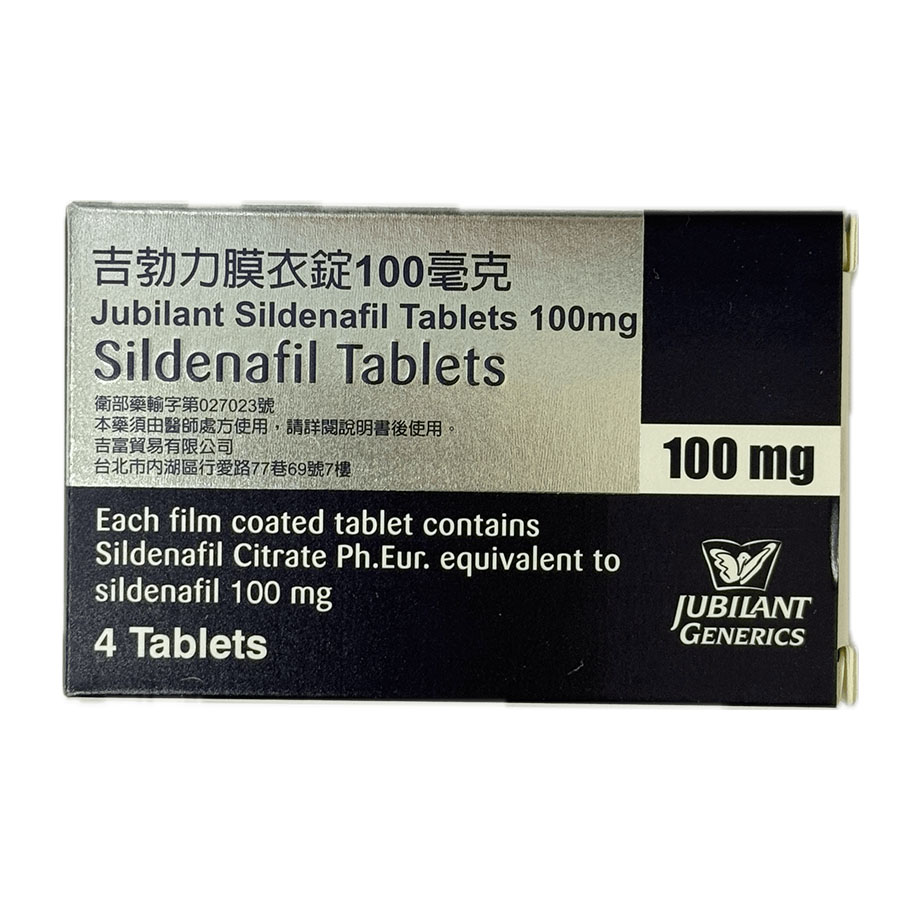 吉勃力膜衣錠100毫克
Jubilant Sildenafil Tablets 100mg
Sildenafil Tablets
衛部藥輸字第027023號
本藥須由醫師處方使用，請詳閱說明書後使用。
吉富貿易有限公司
台北市內湖區行愛路77巷69號7樓
100 mg
Each film coated tablet contains
Sildenafil Citrate Ph.Eur. equivalent to
sildenafil 100 mg
4 Tablets
JUBILANT
GENERICS